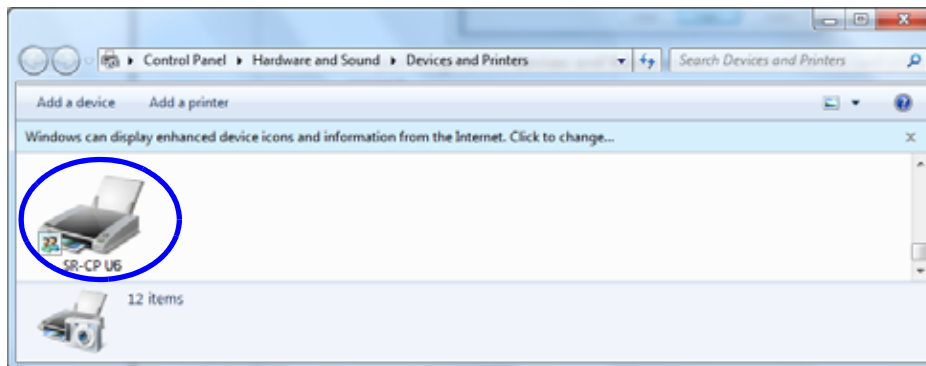 Control Panel ▸ Hardware and Sound ▸ Devices and Printers
Search Devices and Printers
Add a device Add a printer
Windows can display enhanced device icons and information from the Internet. Click to change...
SR-CP U6
12 items